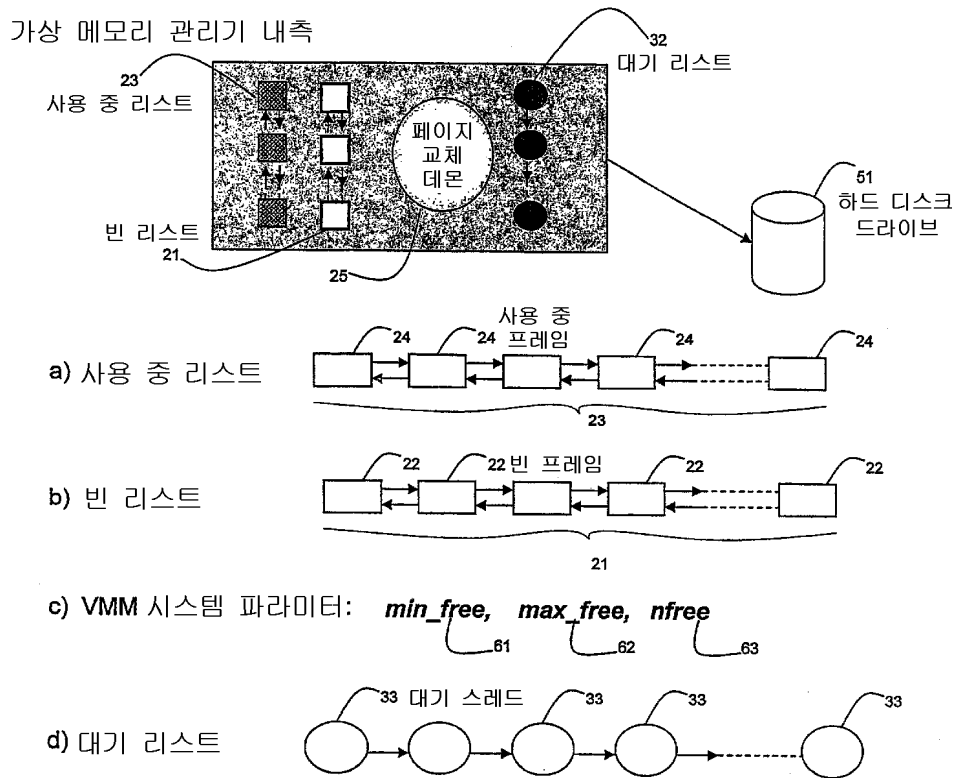 가상 메모리 관리기 내측
32
대기 리스트
23
사용 중 리스트
페이지
교체
데몬
51
하드 디스크
드라이브
빈 리스트
21
25
사용 중
프레임
24
24
24
24
a) 사용 중 리스트
23
22
22
빈 프레임
22
22
b) 빈 리스트
21
c) VMM 시스템 파라미터: min_free, max_free, nfree
61
62
63
33
대기 스레드
33
33
33
d) 대기 리스트